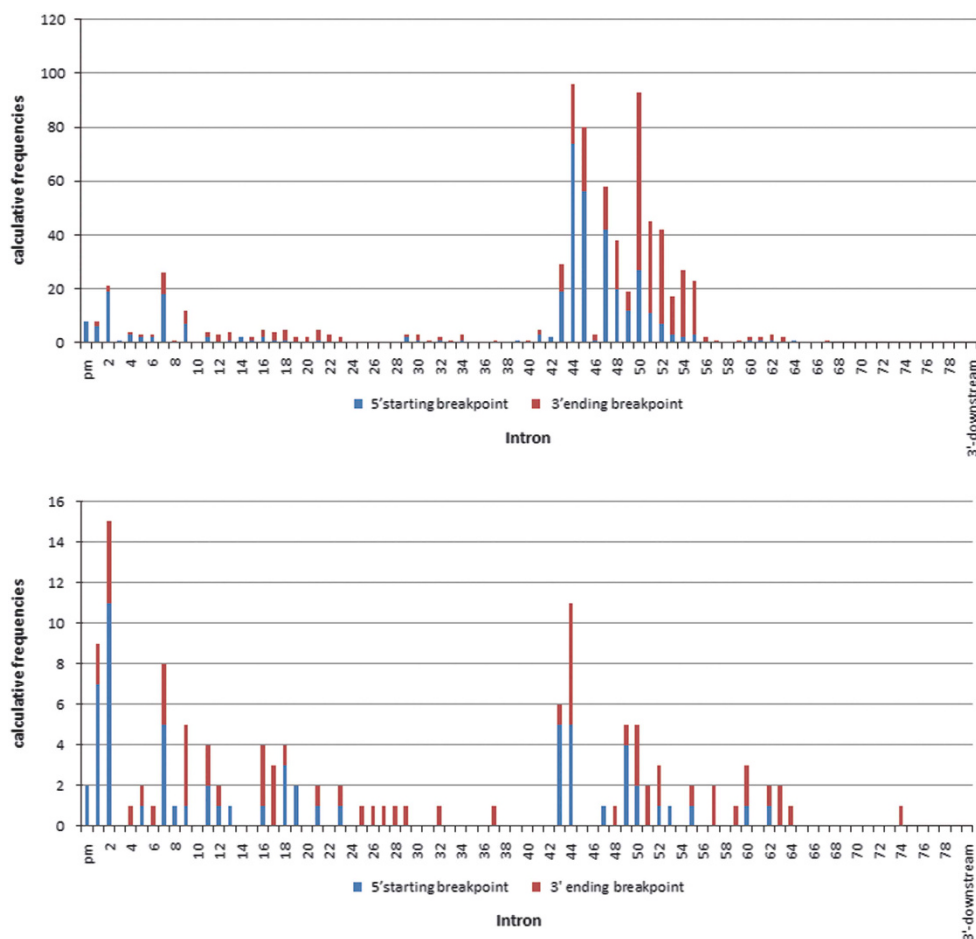 120
100
80
60
40
20
0
calculative frequencies
pm 2 4 6 8 10 12 14 16 18 20 22 24 26 28 30 32 34 36 38 40 42 44 46 48 50 52 54 56 58 60 62 64 66 68 70 72 74 76 78 3'-downstream
5'starting breakpoint 3'ending breakpoint
Intron
16
14
12
10
8
6
4
2
0
calculative frequencies
pm 2 4 6 8 10 12 14 16 18 20 22 24 26 28 30 32 34 36 38 40 42 44 46 48 50 52 54 56 58 60 62 64 66 68 70 72 74 76 78 3'-downstream
5'starting breakpoint 3' ending breakpoint
Intron